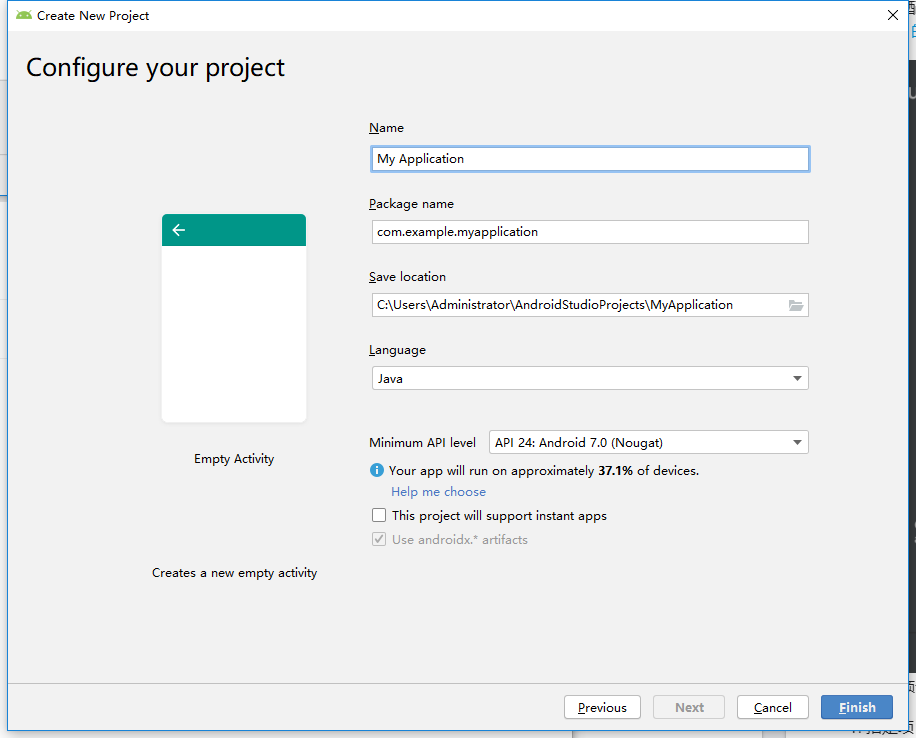 Create New Project
Configure your project
Name
My Application
Package name
com.example.myapplication
Save location
C:\Users\Administrator\AndroidStudioProjects\MyApplication
Language
Java
Minimum API level
API 24: Android 7.0 (Nougat)
Your app will run on approximately 37.1% of devices.
Help me choose
This project will support instant apps
Use androidx.* artifacts
Empty Activity
Creates a new empty activity
Previous
Next
Cancel
Finish